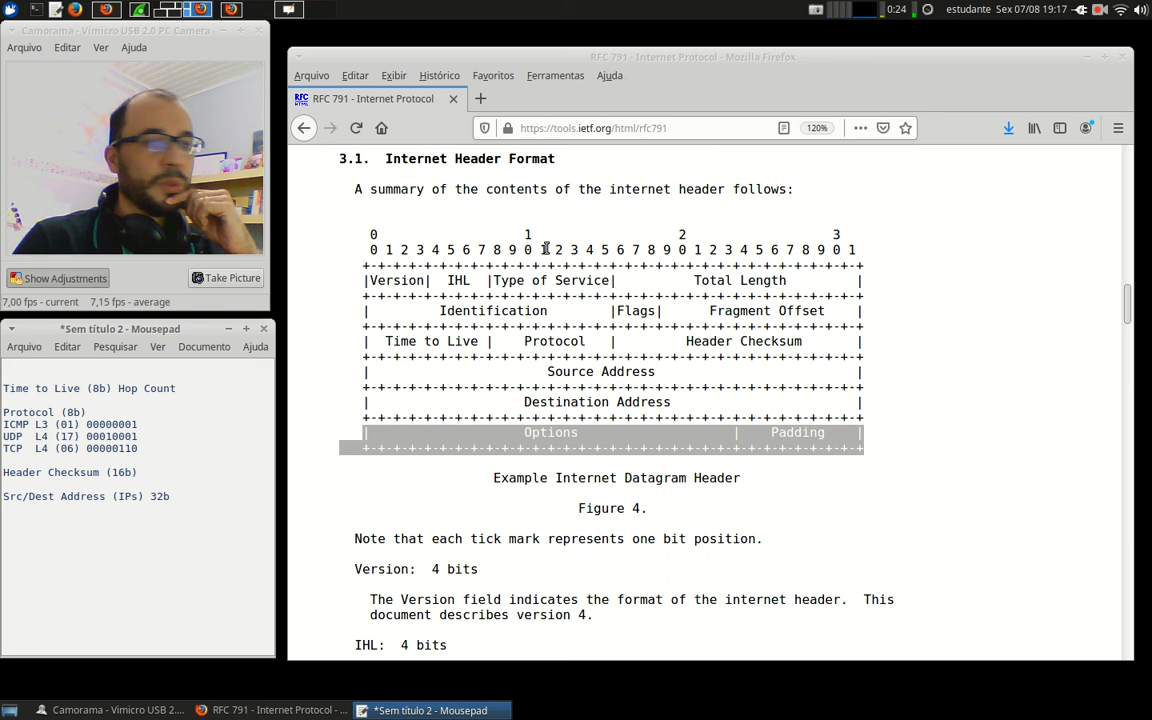 0:24 estudante Sex 07/08 19:17
Camorama - Vimicro USB 2.0 PC Camera
Arquivo Editar Ver Ajuda
Show Adjustments Take Picture
7,00 fps - current 7,15 fps - average
*Sem título 2 - Mousepad
Arquivo Editar Pesquisar Ver Documento Ajuda
Time to Live (8b) Hop Count
Protocol (8b)
ICMP L3 (01) 00000001
UDP L4 (17) 00010001
TCP L4 (06) 00000110
Header Checksum (16b)
Src/Dest Address (IPs) 32b
RFC 791 - Internet Protocol - Mozilla Firefox
Arquivo Editar Exibir Histórico Favoritos Ferramentas Ajuda
RFC HTML RFC 791 - Internet Protocol
https://tools.ietf.org/html/rfc791 120%
3.1. Internet Header Format
A summary of the contents of the internet header follows:
0 1 2 3
0 1 2 3 4 5 6 7 8 9 0 1 2 3 4 5 6 7 8 9 0 1 2 3 4 5 6 7 8 9 0 1
+-+-+-+-+-+-+-+-+-+-+-+-+-+-+-+-+-+-+-+-+-+-+-+-+-+-+-+-+-+-+-+-+
|Version| IHL |Type of Service| Total Length |
+-+-+-+-+-+-+-+-+-+-+-+-+-+-+-+-+-+-+-+-+-+-+-+-+-+-+-+-+-+-+-+-+
| Identification |Flags| Fragment Offset |
+-+-+-+-+-+-+-+-+-+-+-+-+-+-+-+-+-+-+-+-+-+-+-+-+-+-+-+-+-+-+-+-+
| Time to Live | Protocol | Header Checksum |
+-+-+-+-+-+-+-+-+-+-+-+-+-+-+-+-+-+-+-+-+-+-+-+-+-+-+-+-+-+-+-+-+
| Source Address |
+-+-+-+-+-+-+-+-+-+-+-+-+-+-+-+-+-+-+-+-+-+-+-+-+-+-+-+-+-+-+-+-+
| Destination Address |
+-+-+-+-+-+-+-+-+-+-+-+-+-+-+-+-+-+-+-+-+-+-+-+-+-+-+-+-+-+-+-+-+
| Options | Padding |
+-+-+-+-+-+-+-+-+-+-+-+-+-+-+-+-+-+-+-+-+-+-+-+-+-+-+-+-+-+-+-+-+
Example Internet Datagram Header
Figure 4.
Note that each tick mark represents one bit position.
Version: 4 bits
The Version field indicates the format of the internet header. This
document describes version 4.
IHL: 4 bits
Camorama - Vimicro USB 2.... RFC 791 - Internet Protocol - ... *Sem título 2 - Mousepad